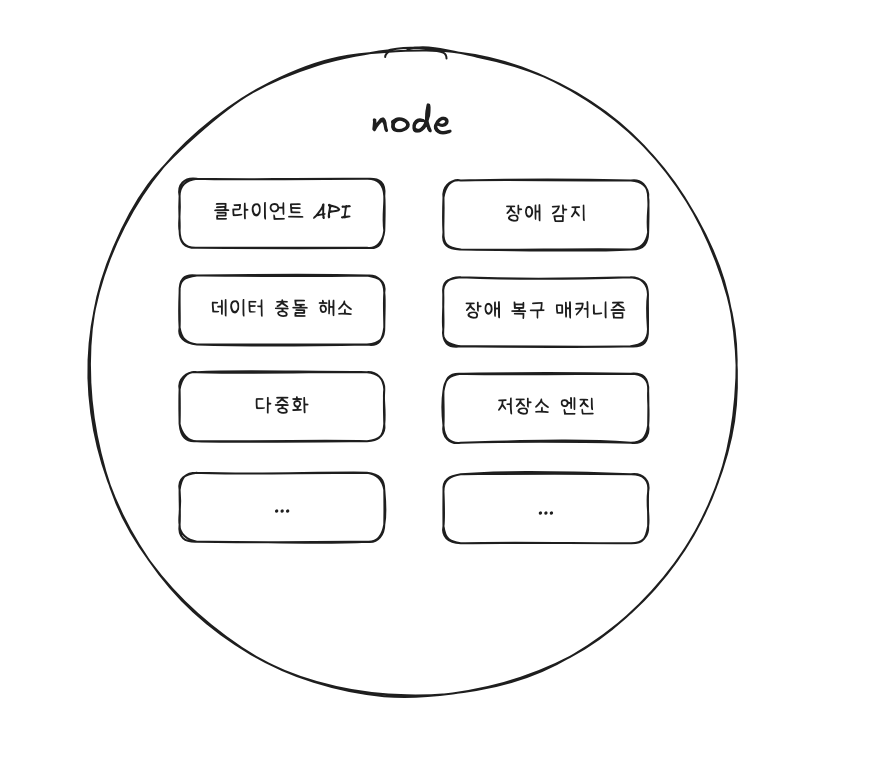 node
클라이언트 API
장애 감지
데이터 충돌 해소
장애 복구 매커니즘
다중화
저장소 엔진
...
...